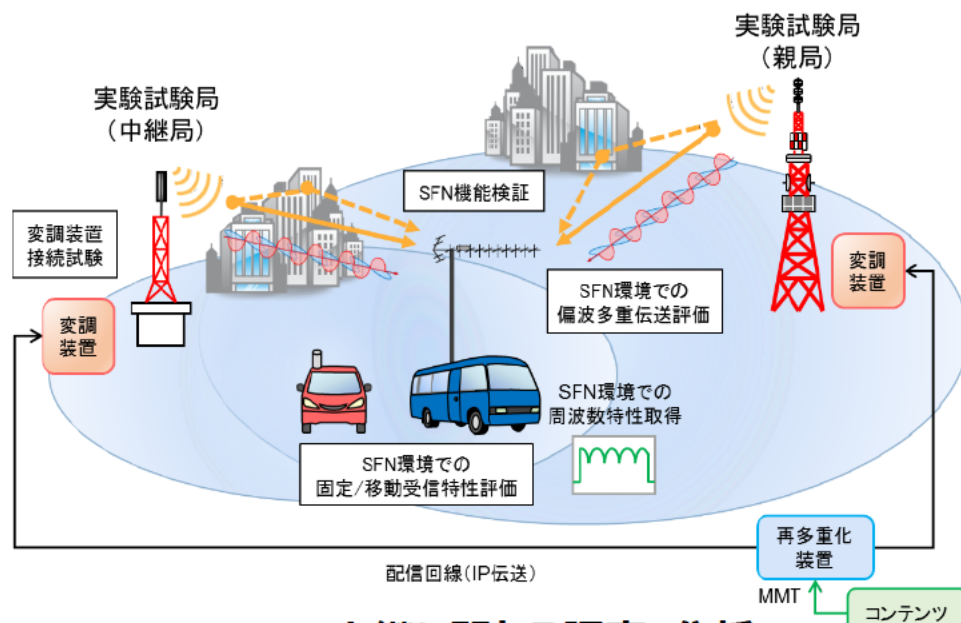 実験試験局
（親局）
実験試験局
（中継局）
SFN機能検証
変調装置
接続試験
変調
装置
SFN環境での
偏波多重伝送評価
変調
装置
SFN環境での
周波数特性取得
SFN環境での
固定/移動受信特性評価
再多重化
装置
配信回線(IP伝送)
MMT
コンテンツ